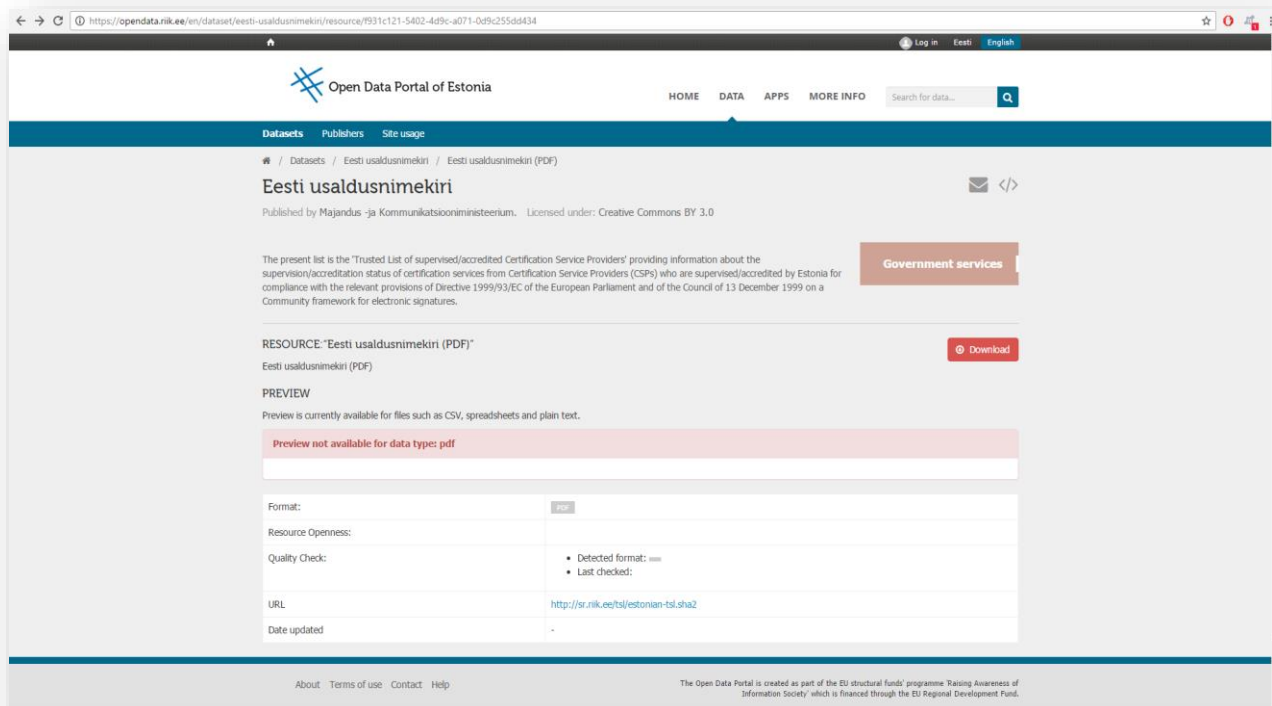 https://opendata.riik.ee/en/dataset/eesti-usaldusnimekiri/resource/f931c121-5402-4d9c-a071-0d9c255dd434
Log in Eesti English
Open Data Portal of Estonia
HOME DATA APPS MORE INFO Search for data...
Datasets Publishers Site usage
/ Datasets / Eesti usaldusnimekiri / Eesti usaldusnimekiri (PDF)
Eesti usaldusnimekiri
</>
Published by Majandus -ja Kommunikatsiooniministeerium. Licensed under: Creative Commons BY 3.0
The present list is the 'Trusted List of supervised/accredited Certification Service Providers' providing information about the
supervision/accreditation status of certification services from Certification Service Providers (CSPs) who are supervised/accredited by Estonia for
compliance with the relevant provisions of Directive 1999/93/EC of the European Parliament and of the Council of 13 December 1999 on a
Community framework for electronic signatures.
Government services
RESOURCE:"Eesti usaldusnimekiri (PDF)"
Download
Eesti usaldusnimekiri (PDF)
PREVIEW
Preview is currently available for files such as CSV, spreadsheets and plain text.
Preview not available for data type: pdf
Format: PDF
Resource Openness:
Quality Check: • Detected format:
• Last checked:
URL http://sr.riik.ee/tsl/estonian-tsl.sha2
Date updated -
About Terms of use Contact Help
The Open Data Portal is created as part of the EU structural funds' programme 'Raising Awareness of
Information Society' which is financed through the EU Regional Development Fund.